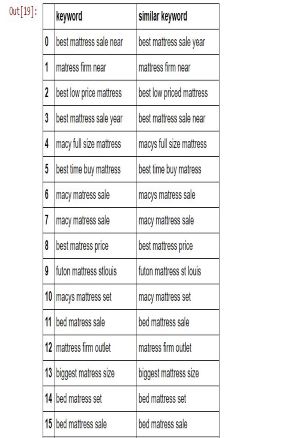 Out[19]:
keyword similar keyword
0 best mattress sale near best mattress sale year
1 matress firm near mattress firm near
2 best low price mattress best low priced mattress
3 best mattress sale year best mattress sale near
4 macy full size mattress macys full size mattress
5 best time buy mattress best time buy matress
6 macy matress sale macys matress sale
7 macy matress sale macy mattress sale
8 best matress price best mattress price
9 futon mattress stlouis futon mattress st louis
10 macys mattress set macy mattress set
11 bed matress sale bed mattress sale
12 mattress firm outlet matress firm outlet
13 biggest matress size biggest mattress size
14 bed matress set bed mattress set
15 bed matress sale bed mattress sale